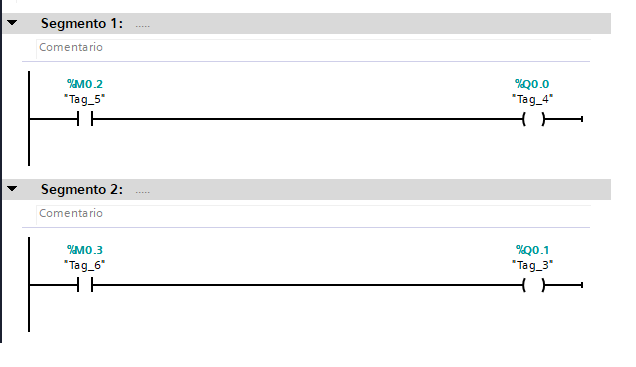 Segmento 1: .....
Comentario
%M0.2 %Q0.0
"Tag_5" "Tag_4"
Segmento 2: .....
Comentario
%M0.3 %Q0.1
"Tag_6" "Tag_3"